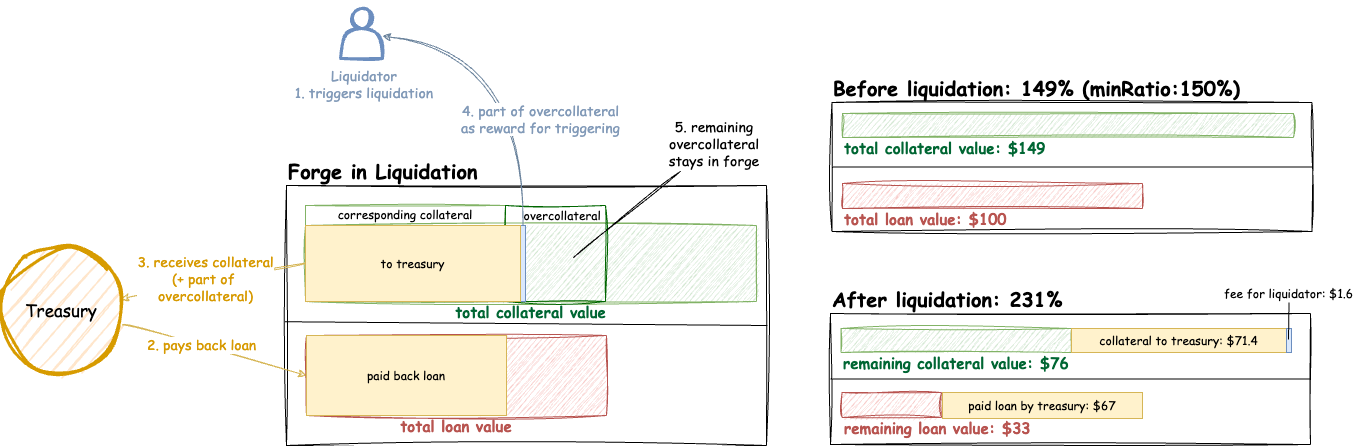 Liquidator
1. triggers liquidation
4. part of overcollateral
as reward for triggering
5. remaining
overcollateral
stays in forge
Forge in Liquidation
corresponding collateral
overcollateral
to treasury
total collateral value
paid back loan
total loan value
Treasury
3. receives collateral
(+ part of
overcollateral)
2. pays back loan
Before liquidation: 149% (minRatio:150%)
total collateral value: $149
total loan value: $100
After liquidation: 231%
fee for liquidator: $1.6
collateral to treasury: $71.4
remaining collateral value: $76
paid loan by treasury: $67
remaining loan value: $33